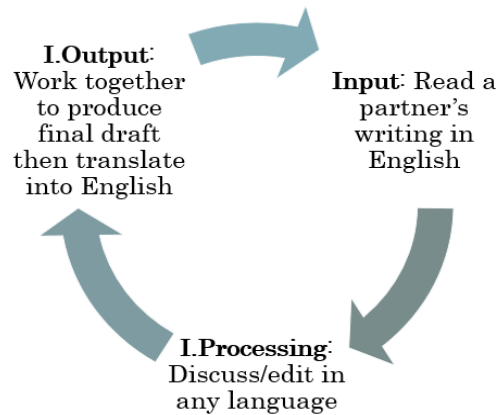 I.Output:
Work together
to produce
final draft
then translate
into English
Input: Read a
partner's
writing in
English
I.Processing:
Discuss/edit in
any language